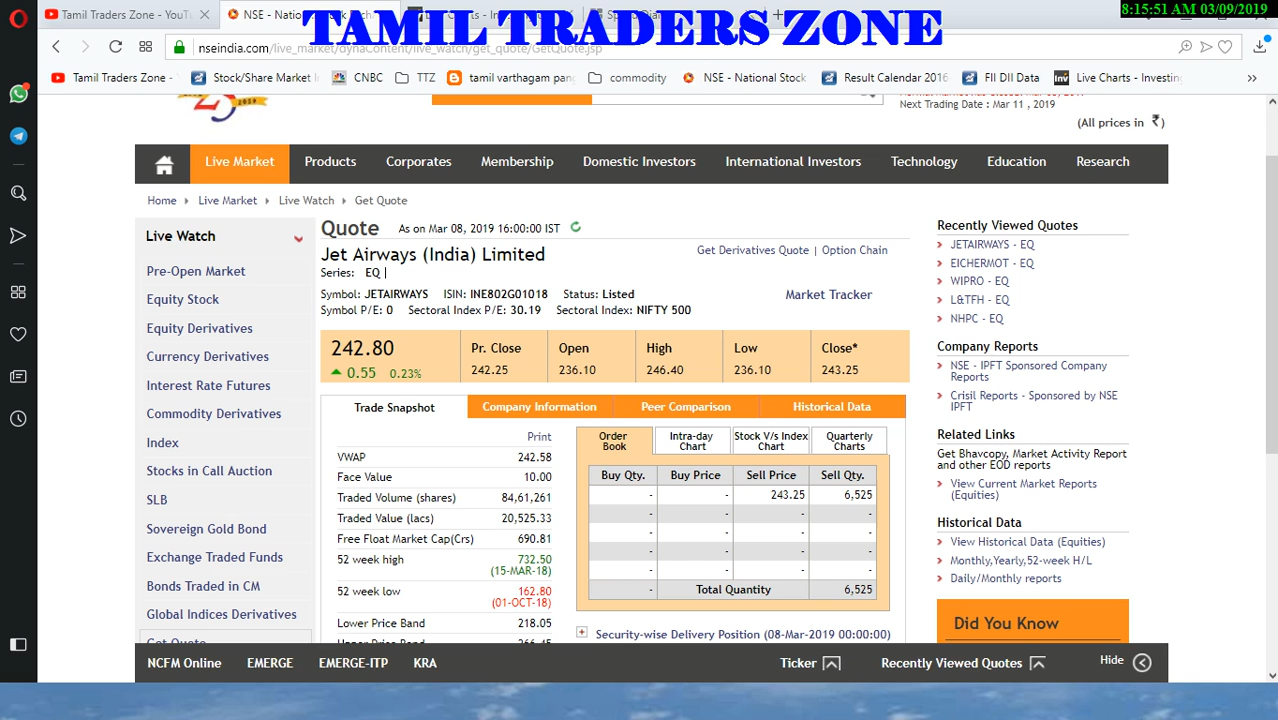 Tamil Traders Zone - YouT
NSE - Nation
TAMIL TRADERS ZONE
8:15:51 AM 03/09/2019
nseindia.com/live_market/dynaContent/live_watch/get_quote/GetQuote.jsp
Tamil Traders Zone -
Stock/Share Market I
CNBC
TTZ
tamil varthagam pan
commodity
NSE - National Stock
Result Calendar 2016
FII DII Data
Live Charts - Investing
Next Trading Date : Mar 11 , 2019
(All prices in ₹)
Live Market
Products
Corporates
Membership
Domestic Investors
International Investors
Technology
Education
Research
Home
Live Market
Live Watch
Get Quote
Live Watch
Pre-Open Market
Equity Stock
Equity Derivatives
Currency Derivatives
Interest Rate Futures
Commodity Derivatives
Index
Stocks in Call Auction
SLB
Sovereign Gold Bond
Exchange Traded Funds
Bonds Traded in CM
Global Indices Derivatives
Get Quote
Quote As on Mar 08, 2019 16:00:00 IST
Jet Airways (India) Limited
Get Derivatives Quote | Option Chain
Series: EQ |
Symbol: JETAIRWAYS ISIN: INE802G01018 Status: Listed
Market Tracker
Symbol P/E: 0 Sectoral Index P/E: 30.19 Sectoral Index: NIFTY 500
242.80 Pr. Close Open High Low Close*
0.55 0.23% 242.25 236.10 246.40 236.10 243.25
Trade Snapshot
Company Information
Peer Comparison
Historical Data
Print
VWAP 242.58
Face Value 10.00
Traded Volume (shares) 84,61,261
Traded Value (lacs) 20,525.33
Free Float Market Cap(Crs) 690.81
52 week high 732.50
(15-MAR-18)
52 week low 162.80
(01-OCT-18)
Lower Price Band 218.05
Upper Price Band 266.45
Order
Book
Intra-day
Chart
Stock V/s Index
Chart
Quarterly
Charts
Buy Qty. Buy Price Sell Price Sell Qty.
- - 243.25 6,525
- - - -
- - - -
- - - -
- - - -
- Total Quantity 6,525
Security-wise Delivery Position (08-Mar-2019 00:00:00)
Recently Viewed Quotes
JETAIRWAYS - EQ
EICHERMOT - EQ
WIPRO - EQ
L&TFH - EQ
NHPC - EQ
Company Reports
NSE - IPFT Sponsored Company
Reports
Crisil Reports - Sponsored by NSE
IPFT
Related Links
Get Bhavcopy, Market Activity Report
and other EOD reports
View Current Market Reports
(Equities)
Historical Data
View Historical Data (Equities)
Monthly,Yearly,52-week H/L
Daily/Monthly reports
Did You Know
NCFM Online
EMERGE
EMERGE-ITP
KRA
Ticker
Recently Viewed Quotes
Hide